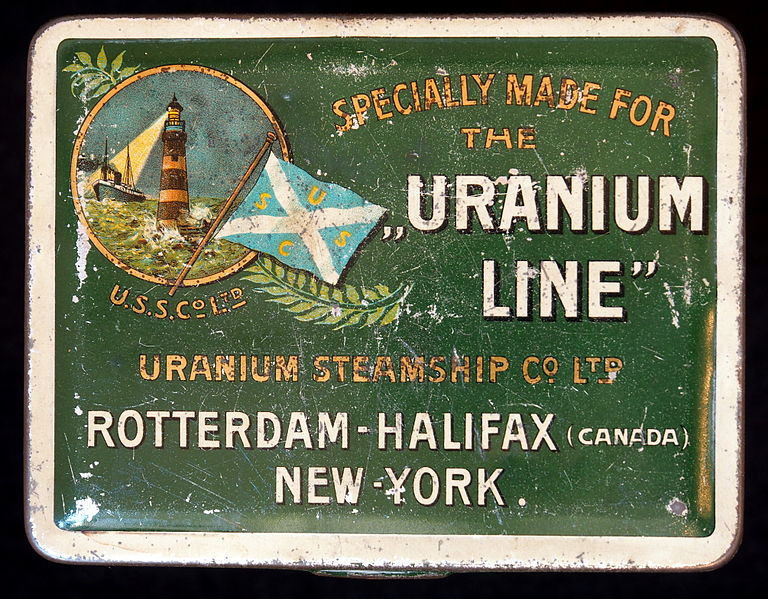 SPECIALLY MADE FOR
THE
„URANIUM
LINE”
U S
S C
U.S.S.Co LTD
URANIUM STEAMSHIP Co LTD
ROTTERDAM-HALIFAX (CANADA)
NEW-YORK.